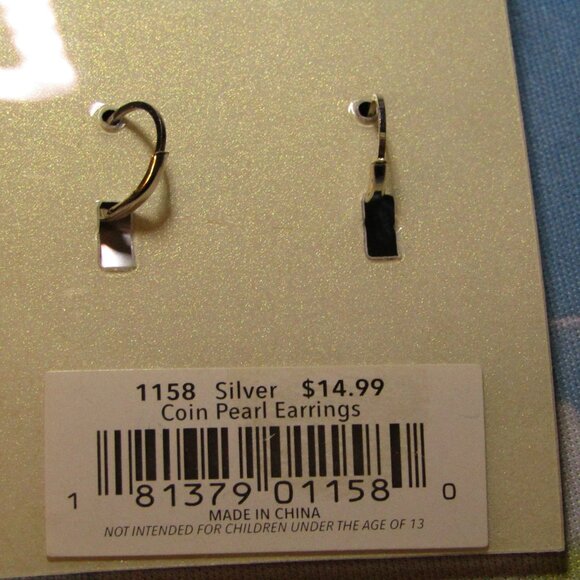 1158 Silver $14.99
Coin Pearl Earrings
1 81379 01158 0
MADE IN CHINA
NOT INTENDED FOR CHILDREN UNDER THE AGE OF 13